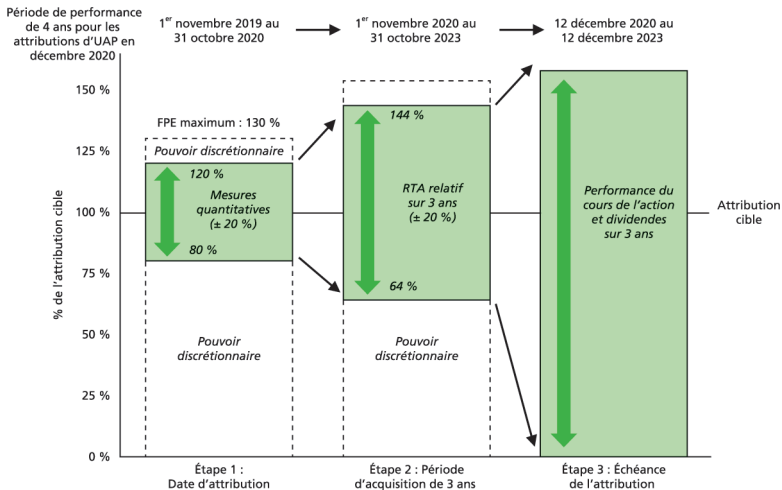 Période de performance
de 4 ans pour les
attributions d'UAP en
décembre 2020
1er novembre 2019 au
31 octobre 2020
1er novembre 2020 au
31 octobre 2023
12 décembre 2020 au
12 décembre 2023
% de l'attribution cible
150 %
125 %
100 %
75 %
50 %
25 %
0 %
FPE maximum : 130 %
Pouvoir discrétionnaire
120 %
Mesures
quantitatives
(± 20 %)
80 %
Pouvoir
discrétionnaire
144 %
RTA relatif
sur 3 ans
(± 20 %)
64 %
Pouvoir
discrétionnaire
Performance du
cours de l'action
et dividendes
sur 3 ans
Attribution
cible
Étape 1 :
Date d'attribution
Étape 2 : Période
d'acquisition de 3 ans
Étape 3 : Échéance
de l'attribution